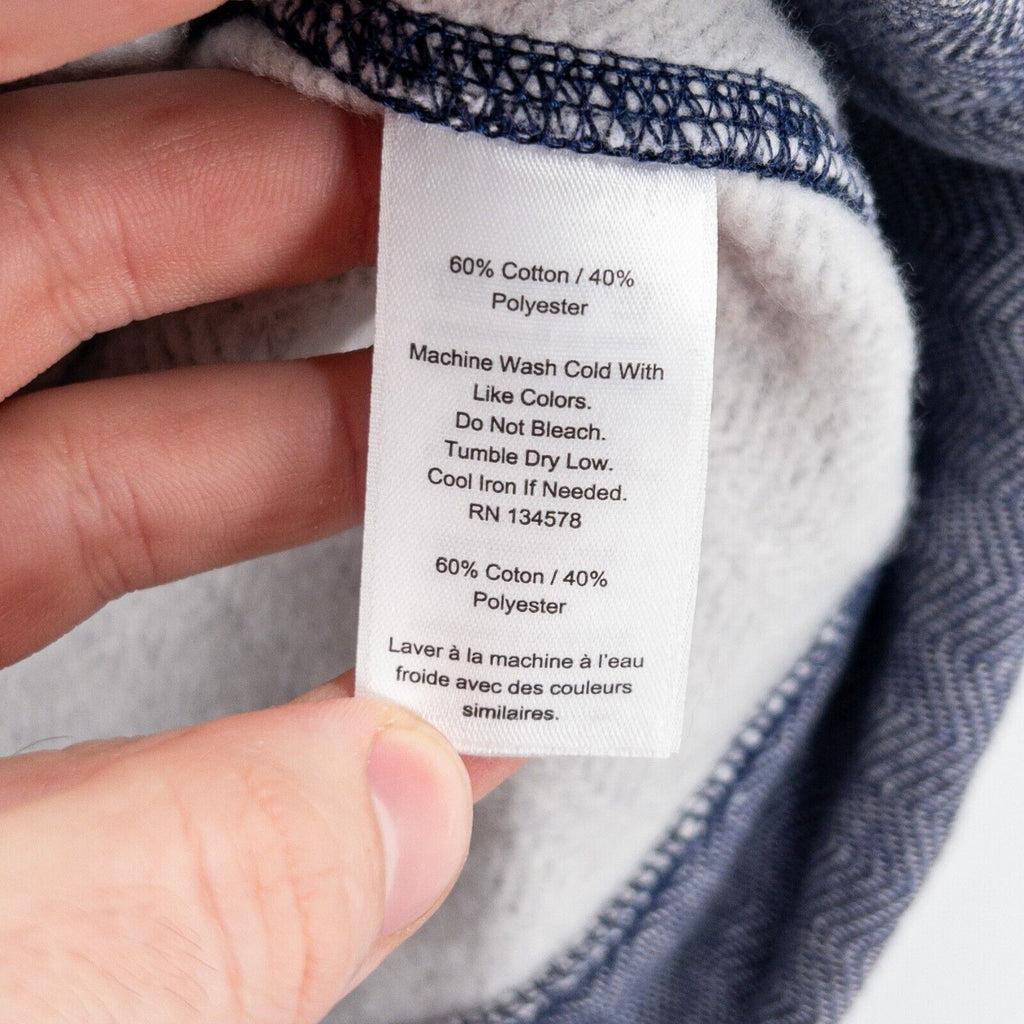 60% Cotton / 40%
Polyester
Machine Wash Cold With
Like Colors.
Do Not Bleach.
Tumble Dry Low.
Cool Iron If Needed.
RN 134578
60% Coton / 40%
Polyester
Laver à la machine à l'eau
froide avec des couleurs
similaires.